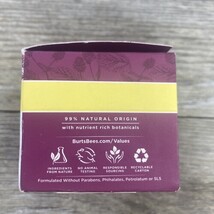 99% NATURAL ORIGIN
with nutrient rich botanicals
BurtsBees.com/Values
INGREDIENTS FROM NATURE
NO ANIMAL TESTING
RESPONSIBLE SOURCING
RECYCLABLE CARTON
Formulated Without Parabens, Phthalates, Petrolatum or SLS